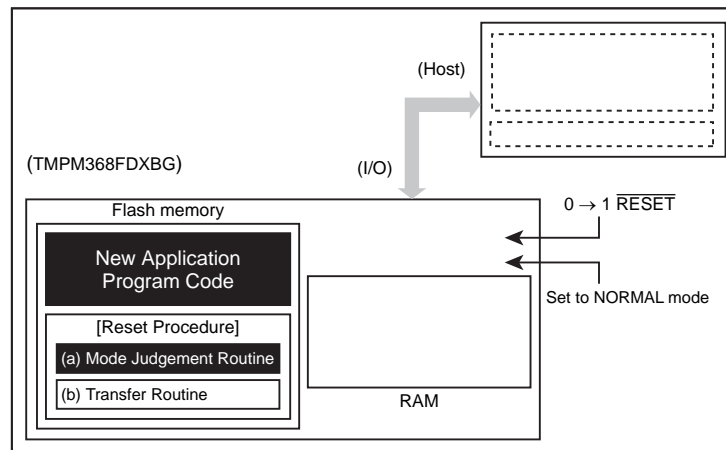 (Host)
(TMPM368FDXBG)
(I/O)
Flash memory
0 → 1 RESET
New Application
Program Code
Set to NORMAL mode
[Reset Procedure]
(a) Mode Judgement Routine
(b) Transfer Routine
RAM